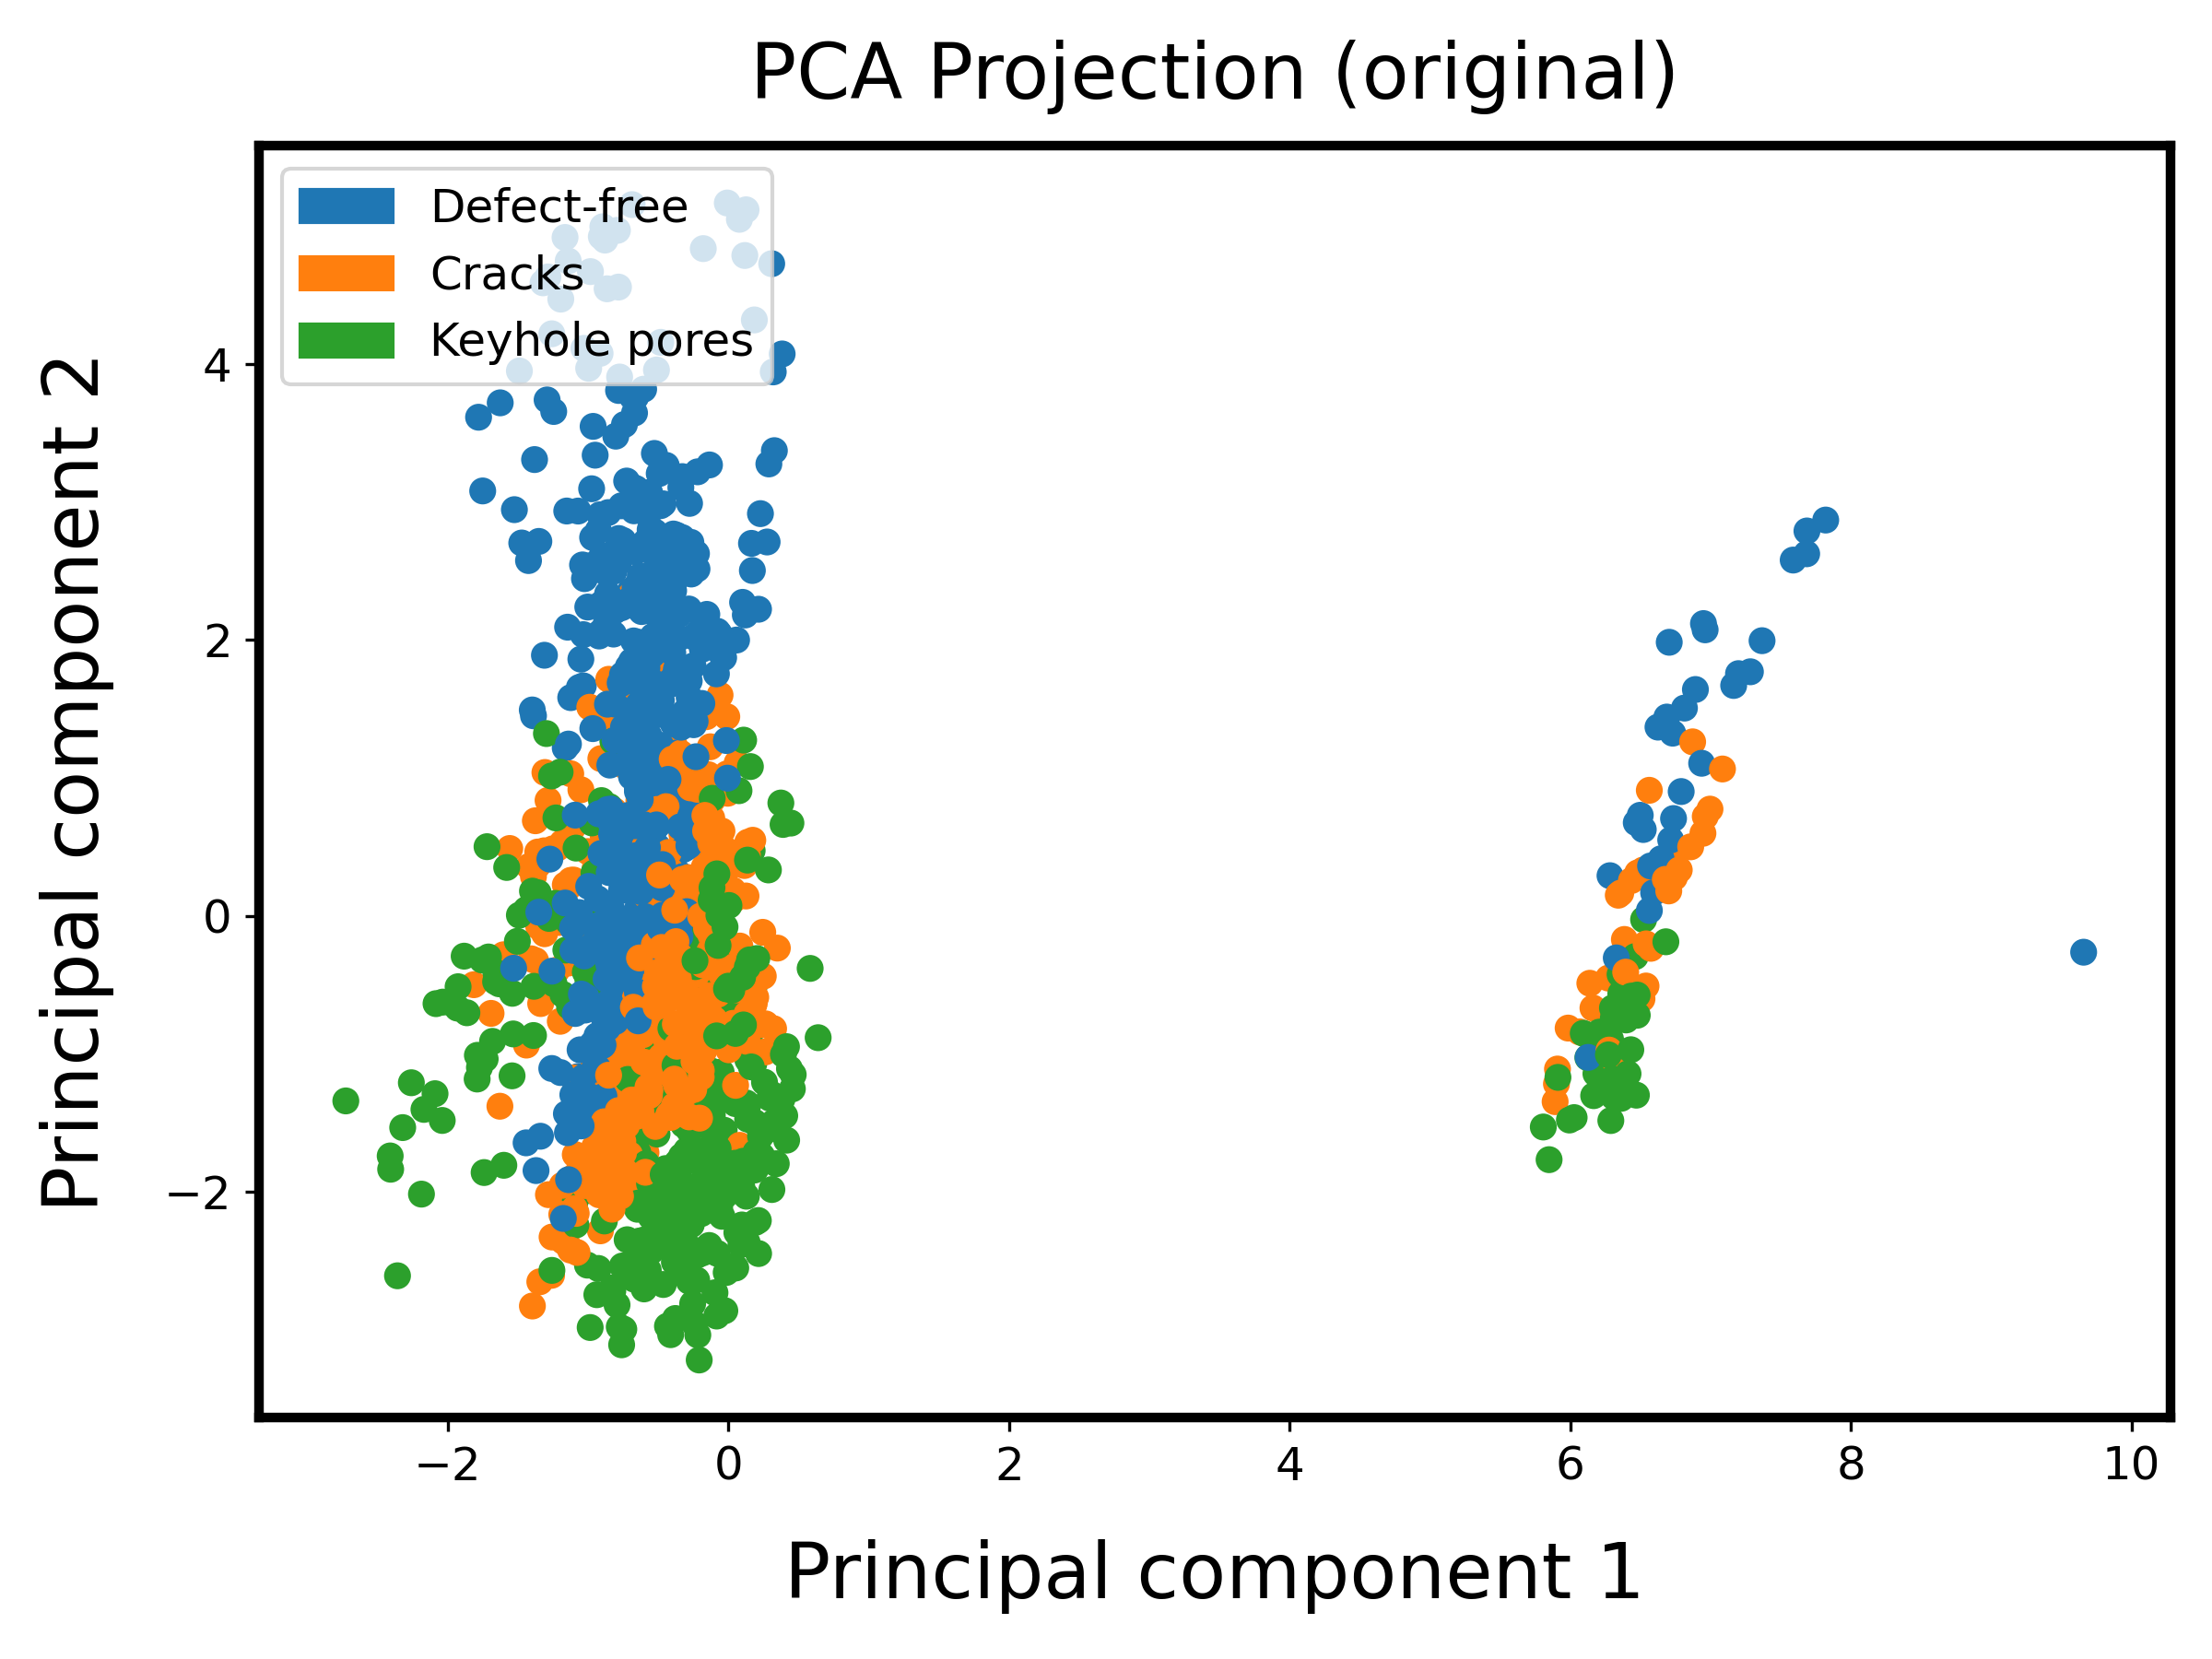 PCA Projection (original)
Defect-free
Cracks
Keyhole pores
4
2
0
−2
Principal component 2
−2 0 2 4 6 8 10
Principal component 1